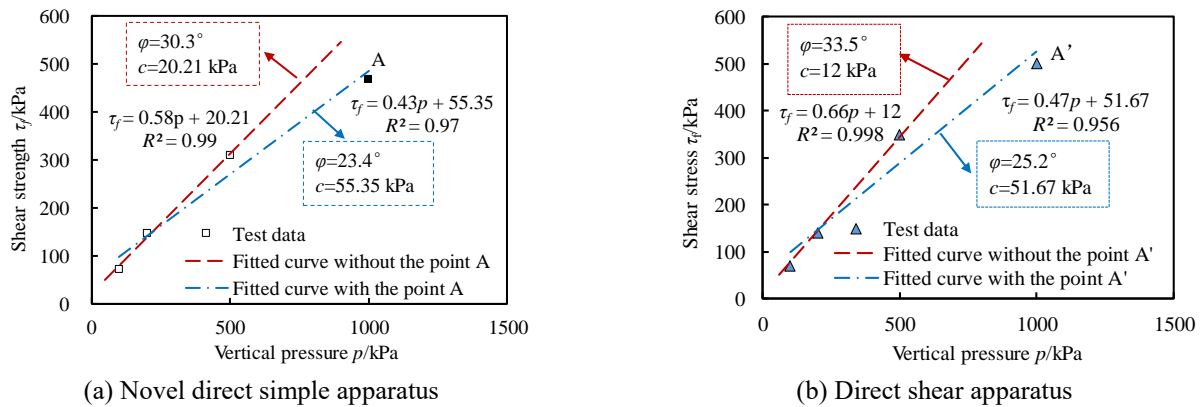 600
500
400
300
200
100
0
0
500
1000
1500
Shear strength τf/kPa
Vertical pressure p/kPa
φ=30.3°
c=20.21 kPa
A
τf = 0.58p + 20.21
R² = 0.99
τf = 0.43p + 55.35
R² = 0.97
φ=23.4°
c=55.35 kPa
Test data
Fitted curve without the point A
Fitted curve with the point A
(a) Novel direct simple apparatus
600
500
400
300
200
100
0
0
500
1000
1500
Shear stress τf/kPa
Vertical pressure p/kPa
φ=33.5°
c=12 kPa
A’
τf = 0.66p + 12
R² = 0.998
τf = 0.47p + 51.67
R² = 0.956
φ=25.2°
c=51.67 kPa
Test data
Fitted curve without the point A'
Fitted curve with the point A'
(b) Direct shear apparatus